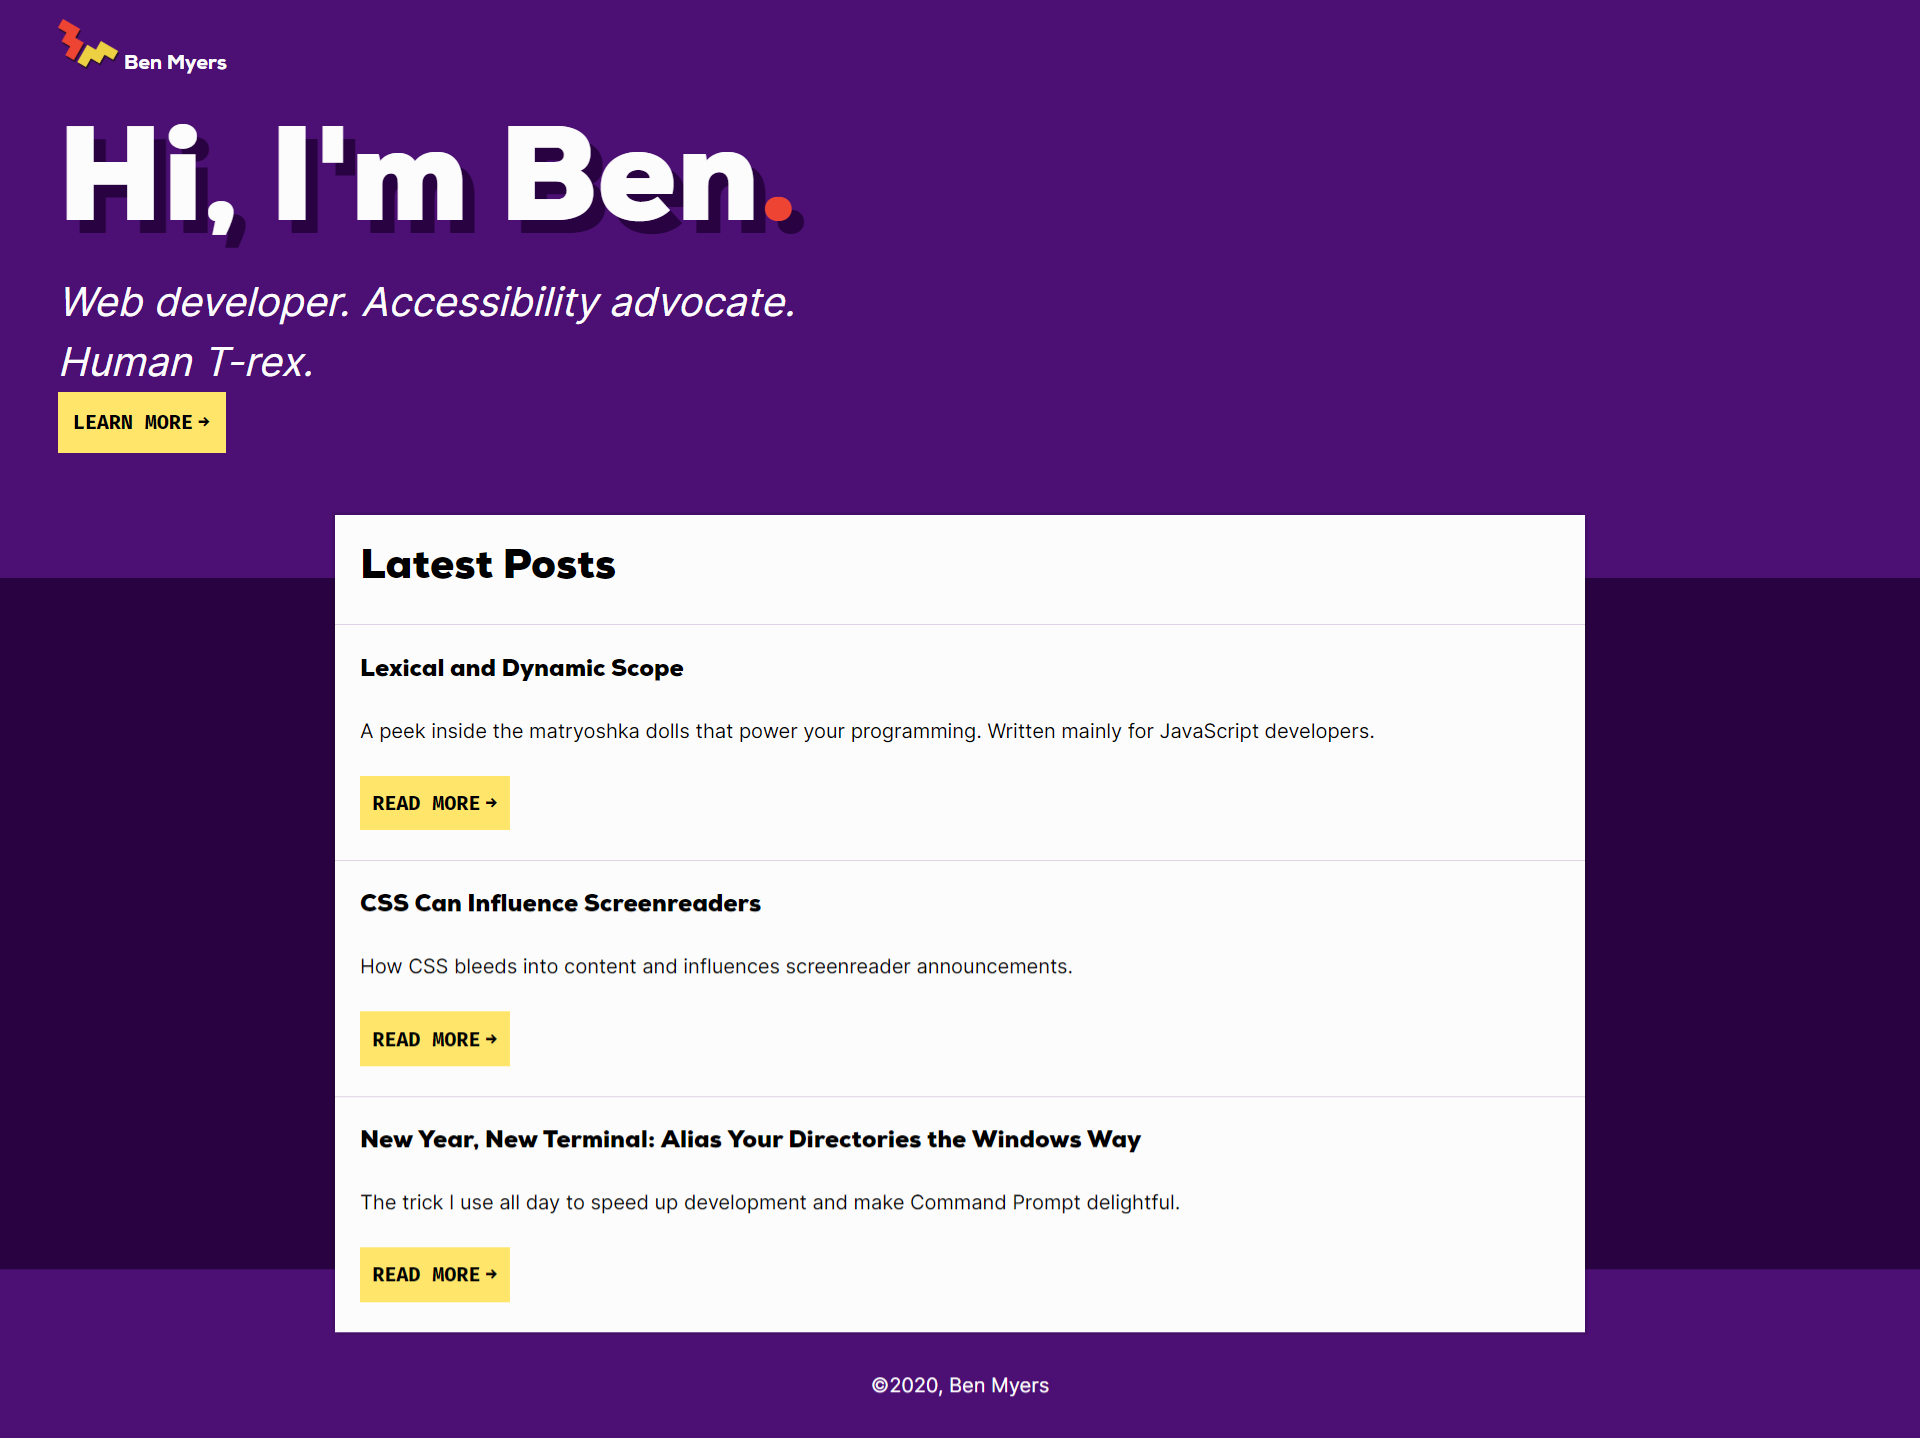 Ben Myers
Hi, I'm Ben.
Web developer. Accessibility advocate.
Human T-rex.
LEARN MORE →
Latest Posts
Lexical and Dynamic Scope
A peek inside the matryoshka dolls that power your programming. Written mainly for JavaScript developers.
READ MORE →
CSS Can Influence Screenreaders
How CSS bleeds into content and influences screenreader announcements.
READ MORE →
New Year, New Terminal: Alias Your Directories the Windows Way
The trick I use all day to speed up development and make Command Prompt delightful.
READ MORE →
©2020, Ben Myers